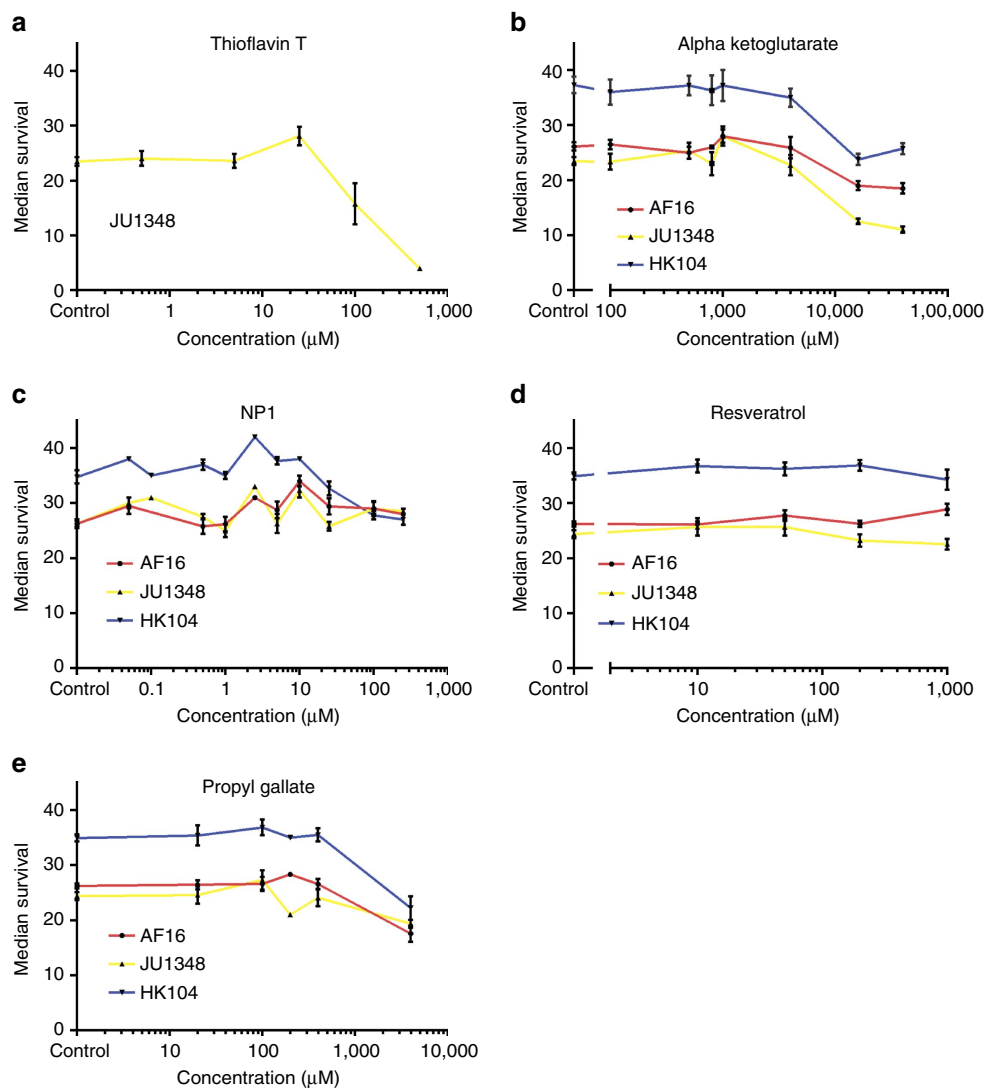 a
Thioflavin T
Median survival
40
30
20
10
0
JU1348
Control 1 10 100 1,000
Concentration (μM)
b
Alpha ketoglutarate
Median survival
40
30
20
10
0
AF16
JU1348
HK104
Control 100 1,000 10,000 1,00,000
Concentration (μM)
c
NP1
Median survival
40
30
20
10
0
AF16
JU1348
HK104
Control 0.1 1 10 100 1,000
Concentration (μM)
d
Resveratrol
Median survival
40
30
20
10
0
AF16
JU1348
HK104
Control 10 100 1,000
Concentration (μM)
e
Propyl gallate
Median survival
40
30
20
10
0
AF16
JU1348
HK104
Control 10 100 1,000 10,000
Concentration (μM)